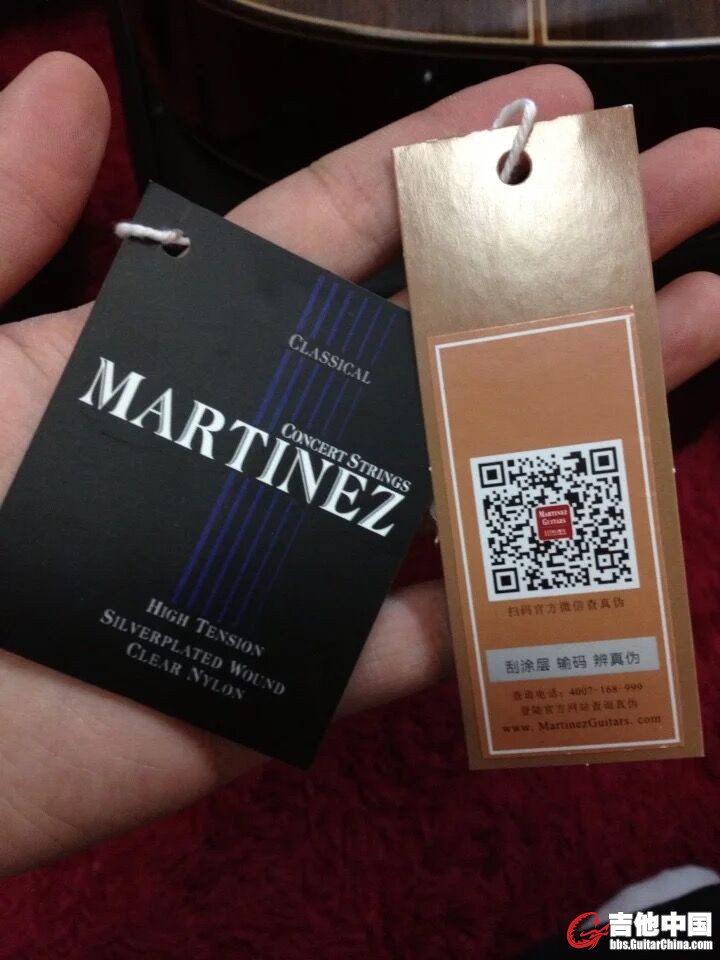 CLASSICAL
MARTINEZ
CONCERT STRINGS
HIGH TENSION
SILVERPLATED WOUND
CLEAR NYLON
MARTINEZ
GUITARS
扫码官方微信查真伪
刮涂层 输码 辨真伪
查询电话：4007-168-999
登陆官方网站查询真伪
www. MartinezGuitars. com
吉他中国
bbs.GuitarChina.com